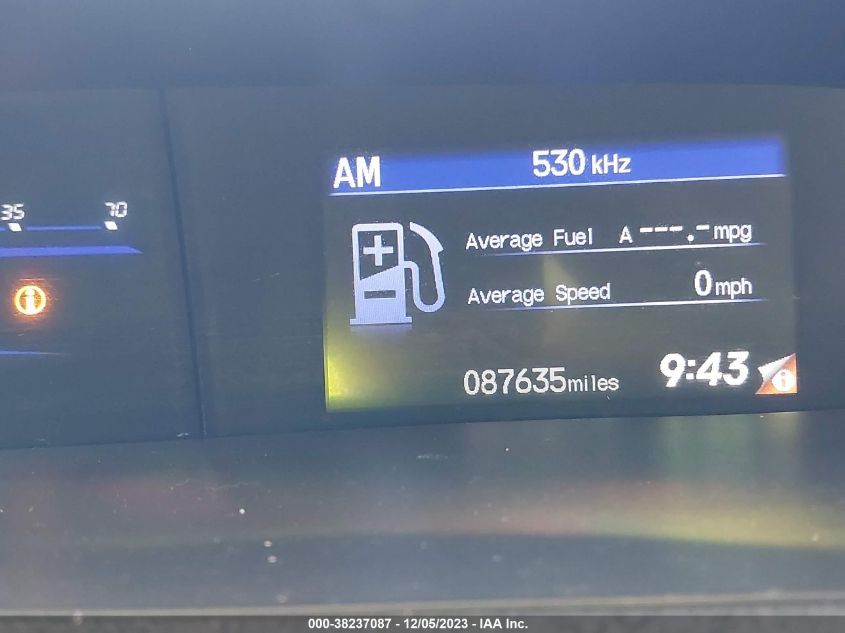 AM 530 kHz
35 70
Average Fuel A ---.- mpg
Average Speed 0 mph
087635 miles 9:43 i
i
000-38237087 - 12/05/2023 - IAA Inc.